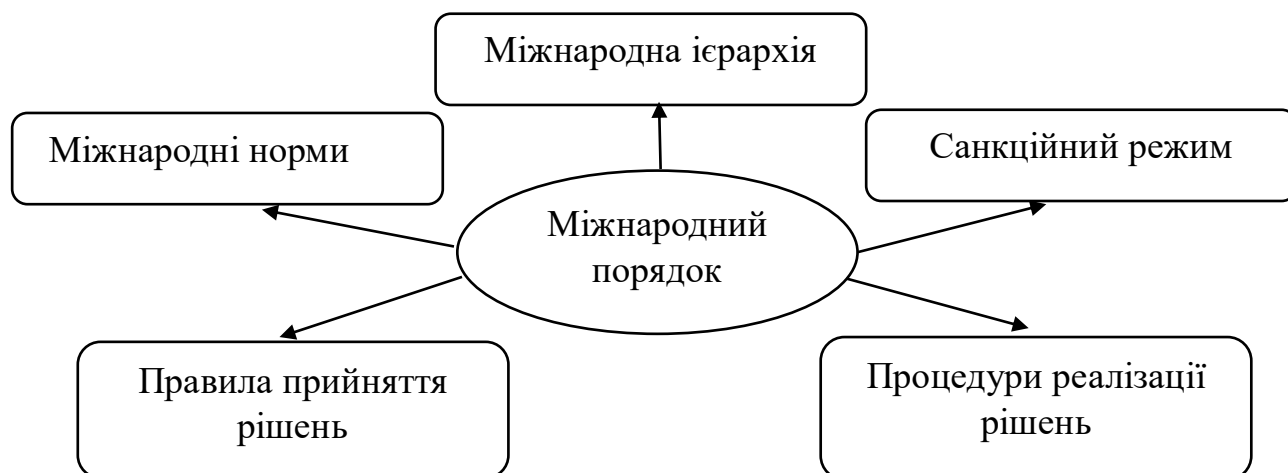 Міжнародна ієрархія
Міжнародні норми
Санкційний режим
Міжнародний
порядок
Правила прийняття
рішень
Процедури реалізації
рішень